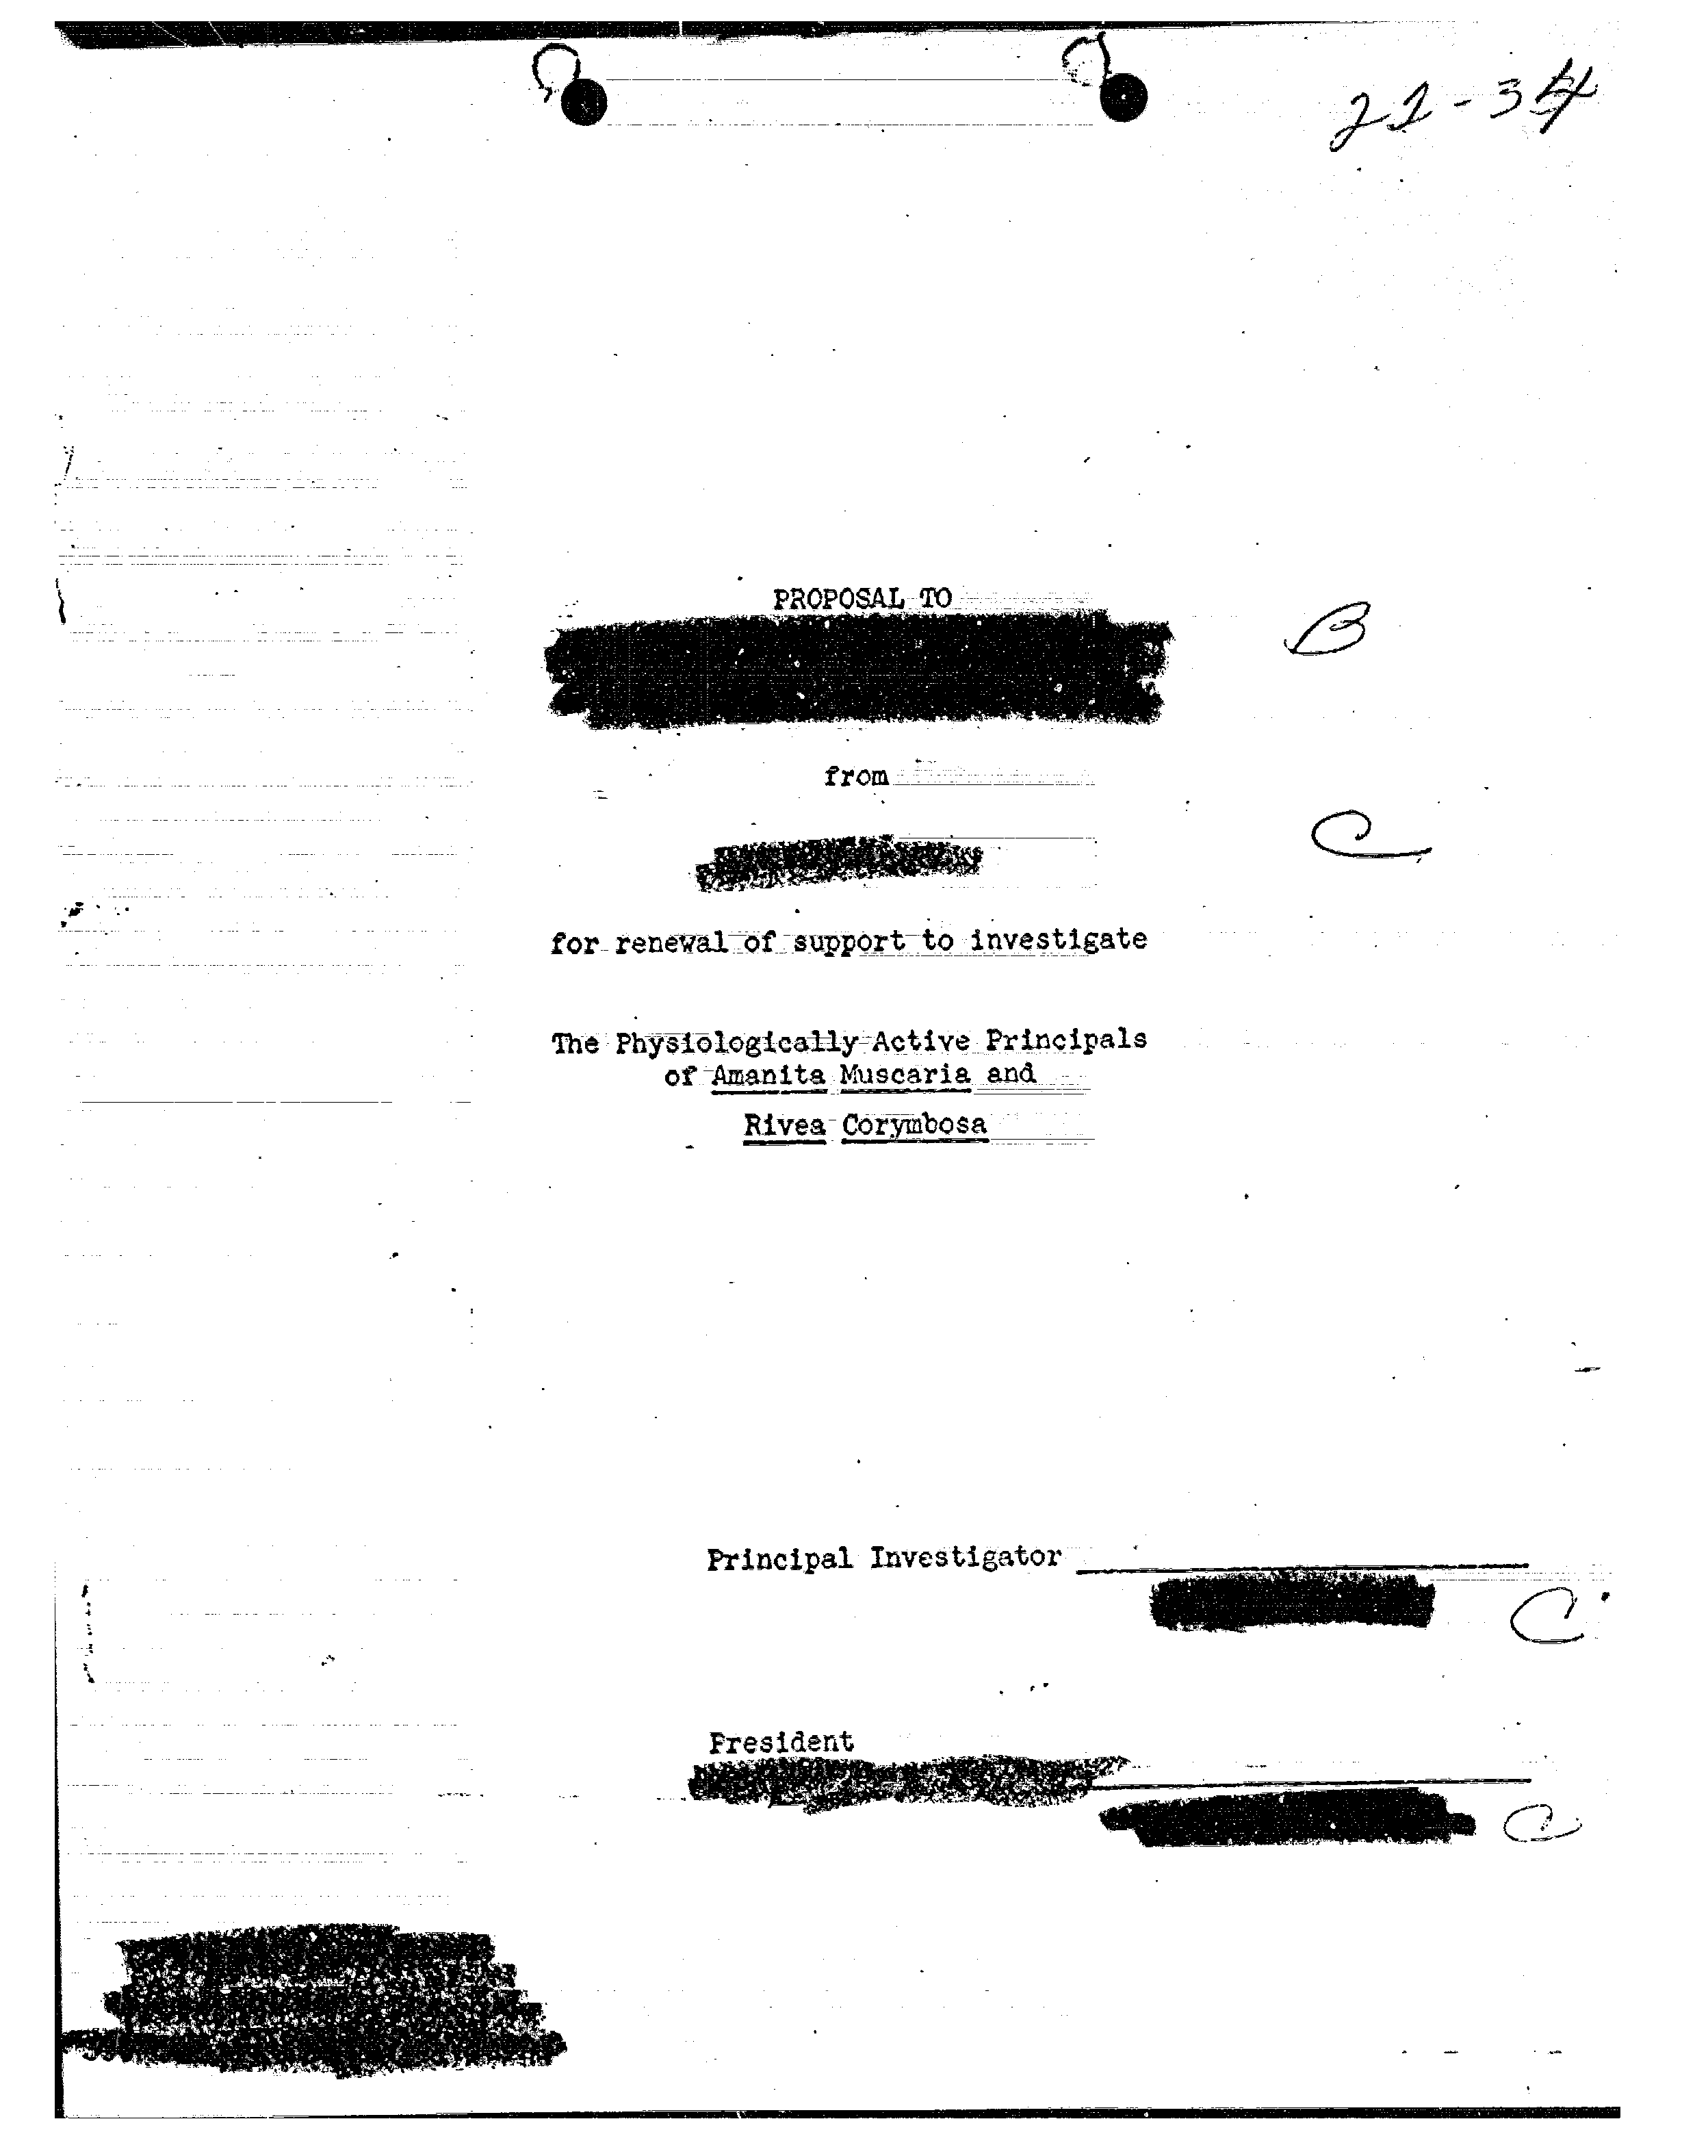 21-34
PROPOSAL TO
B
from
C
for renewal of support to investigate
The Physiologically Active Principals
of Amanita Muscaria and
Rivea Corymbosa
Principal Investigator
C
President
C